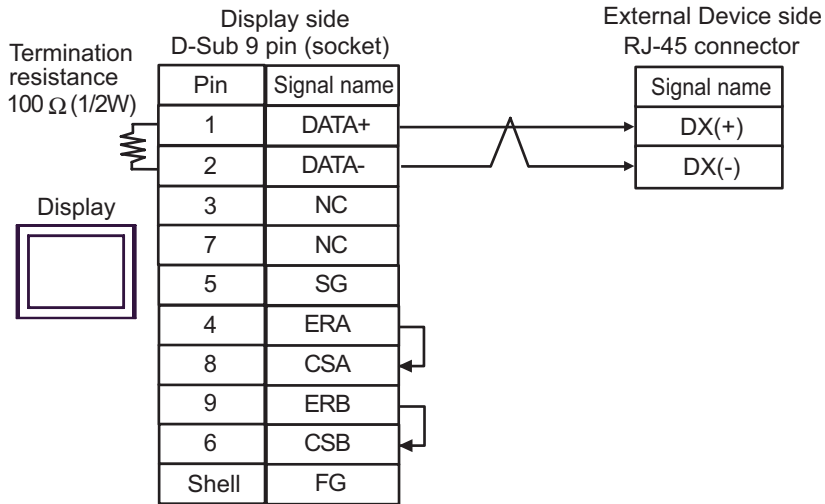 Display side
D-Sub 9 pin (socket)
External Device side
RJ-45 connector
Termination
resistance
100 Ω (1/2W)
Pin Signal name
1 DATA+
2 DATA-
3 NC
7 NC
5 SG
4 ERA
8 CSA
9 ERB
6 CSB
Shell FG
Signal name
DX(+)
DX(-)
Display